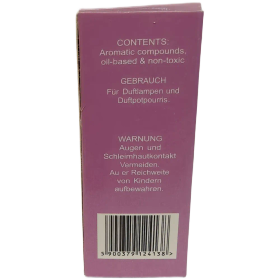 CONTENTS:
Aromatic compounds,
oil-based & non-toxic
GEBRAUCH
Für Duftlampen und
Duftpotpourris.
WARNUNG
Augen und
Schleimhautkontakt
Vermeiden.
Au er Reichweite
von Kindern
aufbewahren
5900379124138>